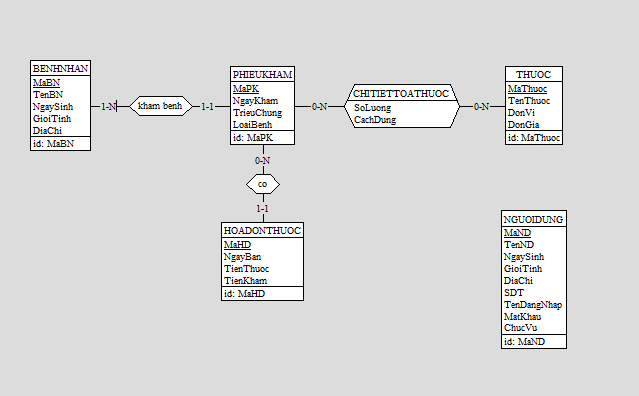 BENHNHAN
MaBN
TenBN
NgaySinh
GioiTinh
DiaChi
id: MaBN
1-N
kham benh
1-1
PHIEUKHAM
MaPK
NgayKham
TrieuChung
LoaiBenh
id: MaPK
0-N
CHITIETTOATHUOC
SoLuong
CachDung
0-N
THUOC
MaThuoc
TenThuoc
DonVi
DonGia
id: MaThuoc
0-N
co
1-1
HOADONTHUOC
MaHD
NgayBan
TienThuoc
TienKham
id: MaHD
NGUOIDUNG
MaND
TenND
NgaySinh
GioiTinh
DiaChi
SDT
TenDangNhap
MatKhau
ChucVu
id: MaND